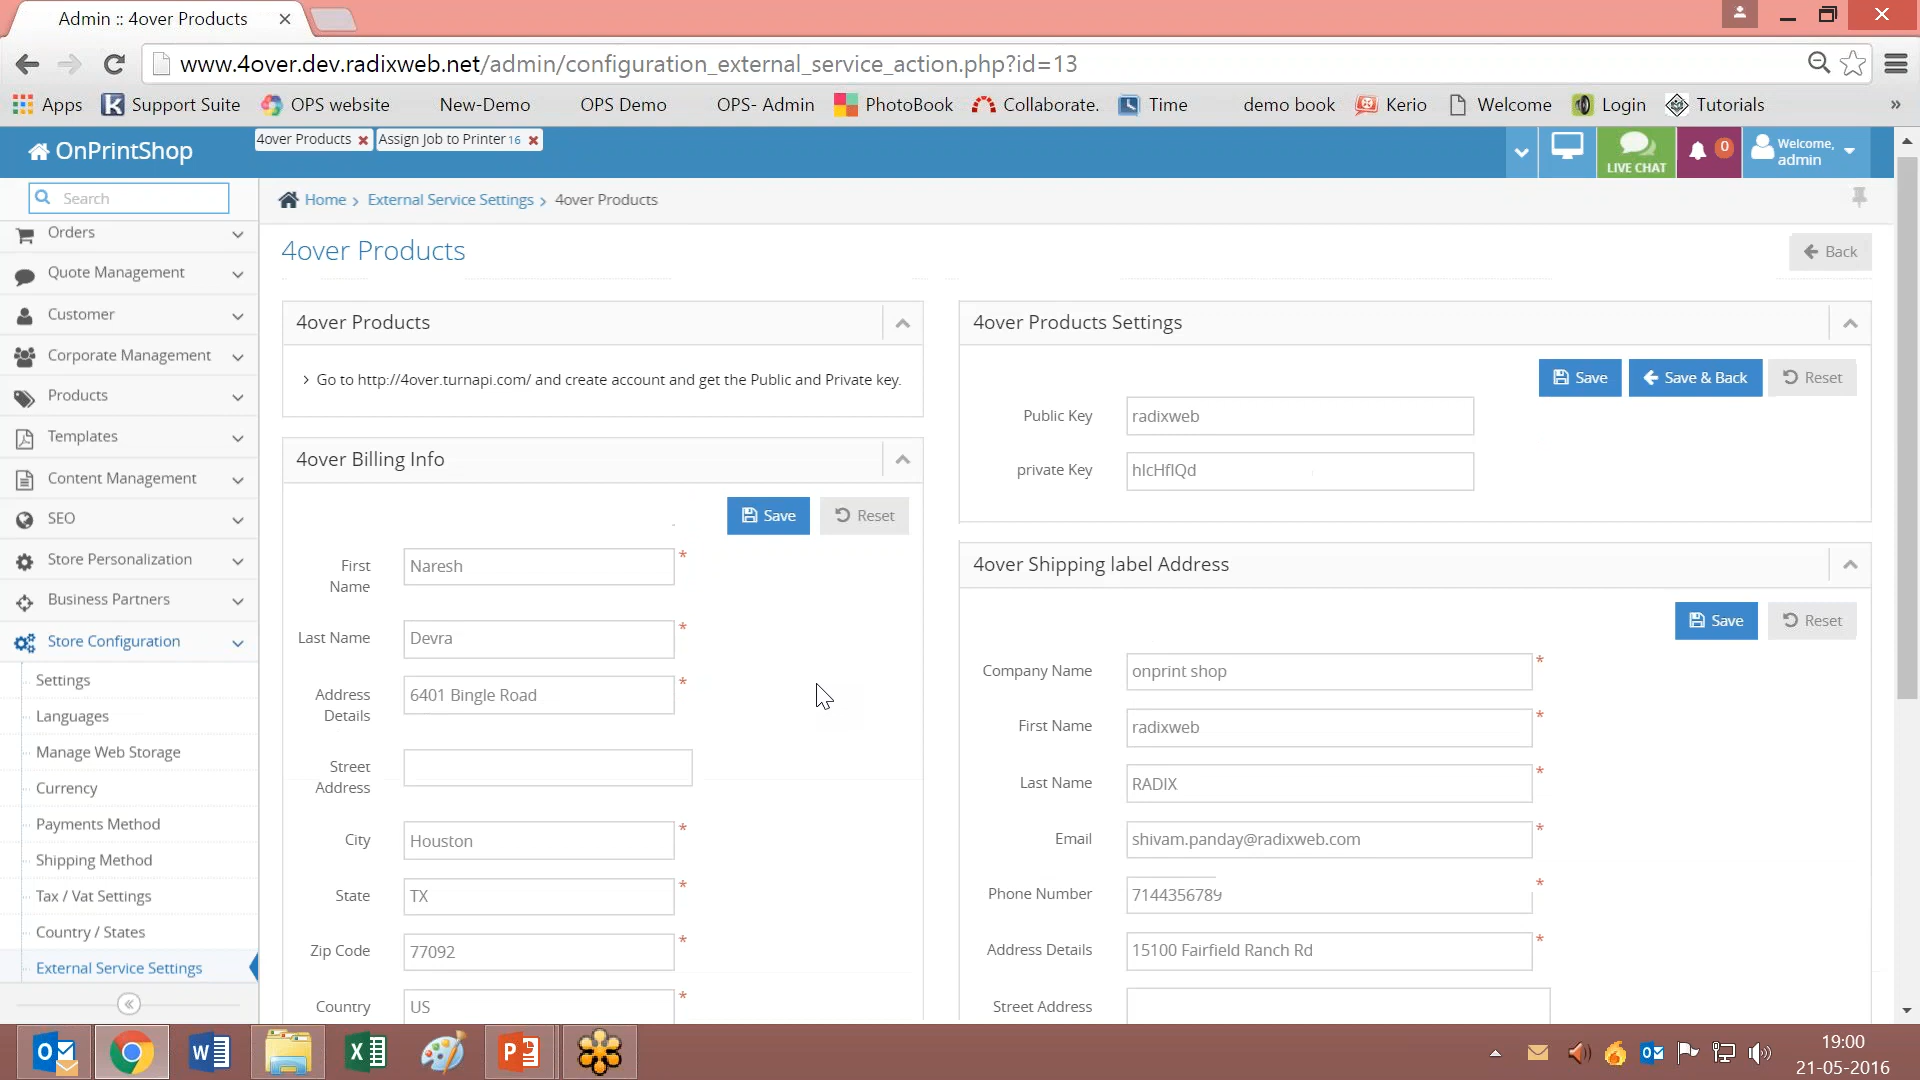 Admin :: 4over Products
www.4over.dev.radixweb.net/admin/configuration_external_service_action.php?id=13
Apps Support Suite OPS website New-Demo OPS Demo OPS- Admin PhotoBook Collaborate. Time demo book Kerio Welcome Login Tutorials »
OnPrintShop
4over Products Assign Job to Printer 16
LIVE CHAT
0
Welcome,
admin
Search
Home > External Service Settings > 4over Products
Orders
Quote Management
Customer
Corporate Management
Products
Templates
Content Management
SEO
Store Personalization
Business Partners
Store Configuration
Settings
Languages
Manage Web Storage
Currency
Payments Method
Shipping Method
Tax / Vat Settings
Country / States
External Service Settings
4over Products
Back
4over Products
> Go to http://4over.turnapi.com/ and create account and get the Public and Private key.
4over Billing Info
Save Reset
First Name Naresh *
Last Name Devra *
Address Details 6401 Bingle Road *
Street Address
City Houston *
State TX *
Zip Code 77092 *
Country US *
4over Products Settings
Save Save & Back Reset
Public Key radixweb
private Key hIcHfIQd
4over Shipping label Address
Save Reset
Company Name onprint shop *
First Name radixweb *
Last Name RADIX *
Email shivam.panday@radixweb.com *
Phone Number 7144356789 *
Address Details 15100 Fairfield Ranch Rd *
Street Address
19:00
21-05-2016